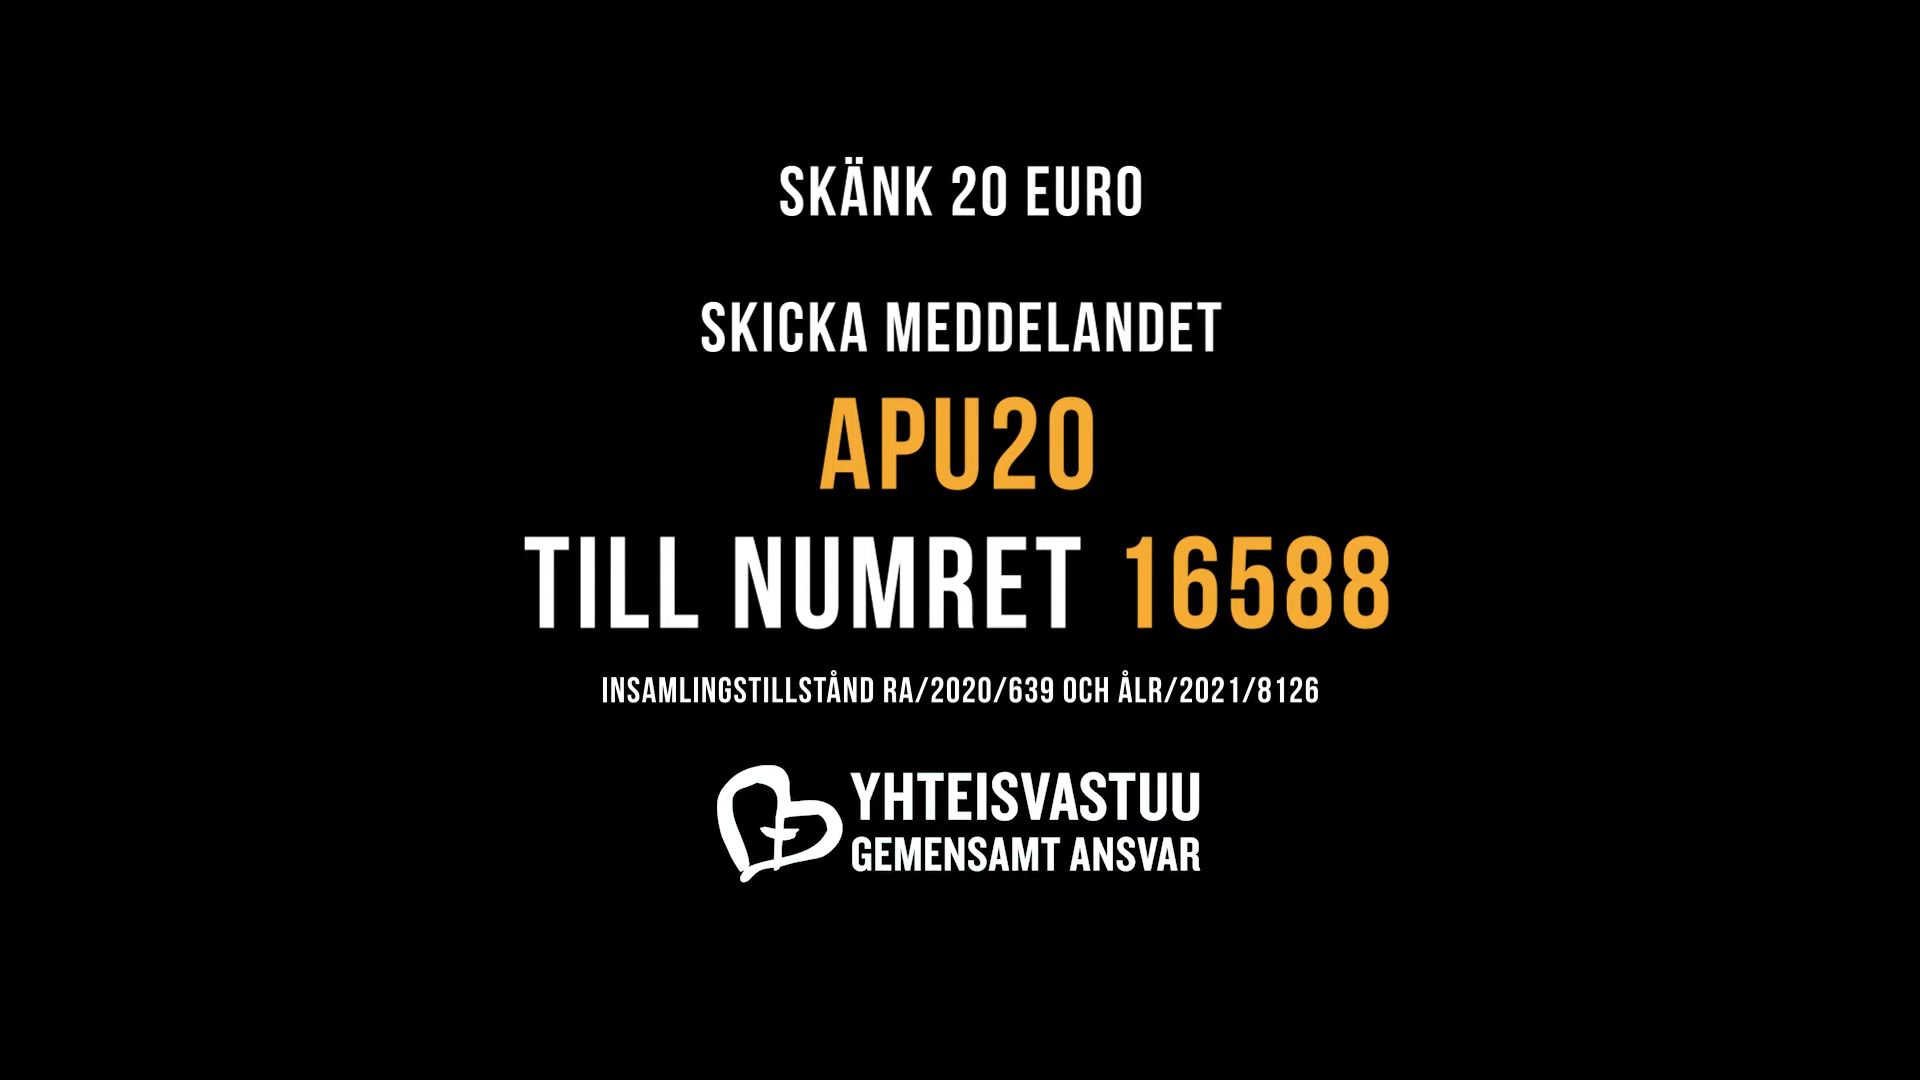 SKÄNK 20 EURO
SKICKA MEDDELANDET
APU20
TILL NUMRET 16588
INSAMLINGSTILLSTÅND RA/2020/639 OCH ÅLR/2021/8126
YHTEISVASTUU
GEMENSAMT ANSVAR